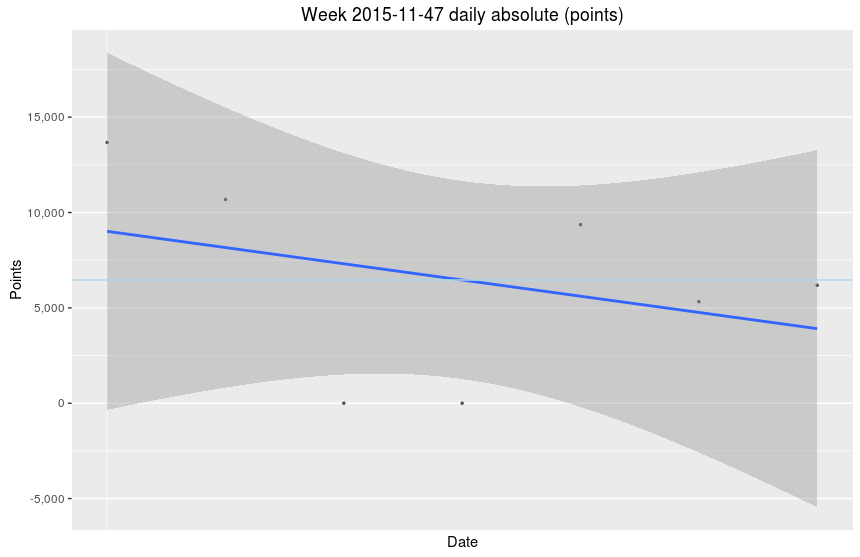 Week 2015-11-47 daily absolute (points)
15,000
10,000
5,000
0
-5,000
Points
Date